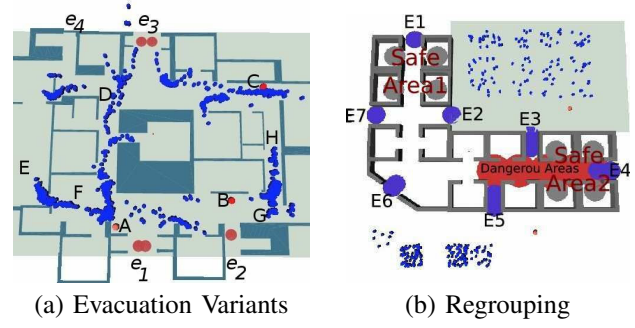 e4
e3
C
D
E
F
H
B
G
A
e1
e2
(a) Evacuation Variants
E1
Safe
Area1
E7
E2
E3
Safe
Dangerou Areas
E4
Area2
E6
E5
(b) Regrouping